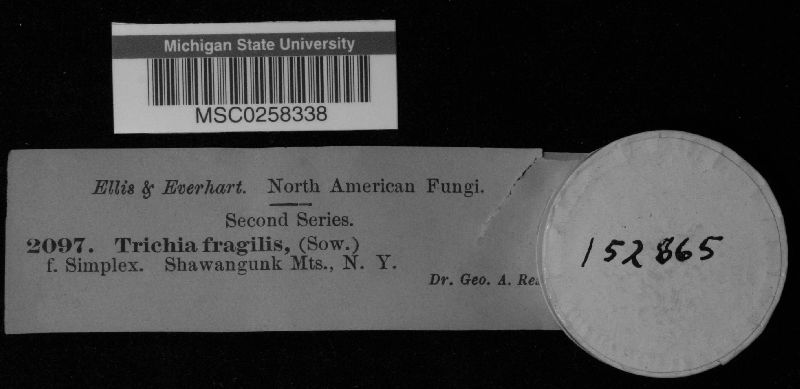 Michigan State University
MSC0258338
Ellis & Everhart. North American Fungi.
Second Series.
2097. Trichia fragilis, (Sow.)
f. Simplex. Shawangunk Mts., N. Y.
Dr. Geo. A.
152865